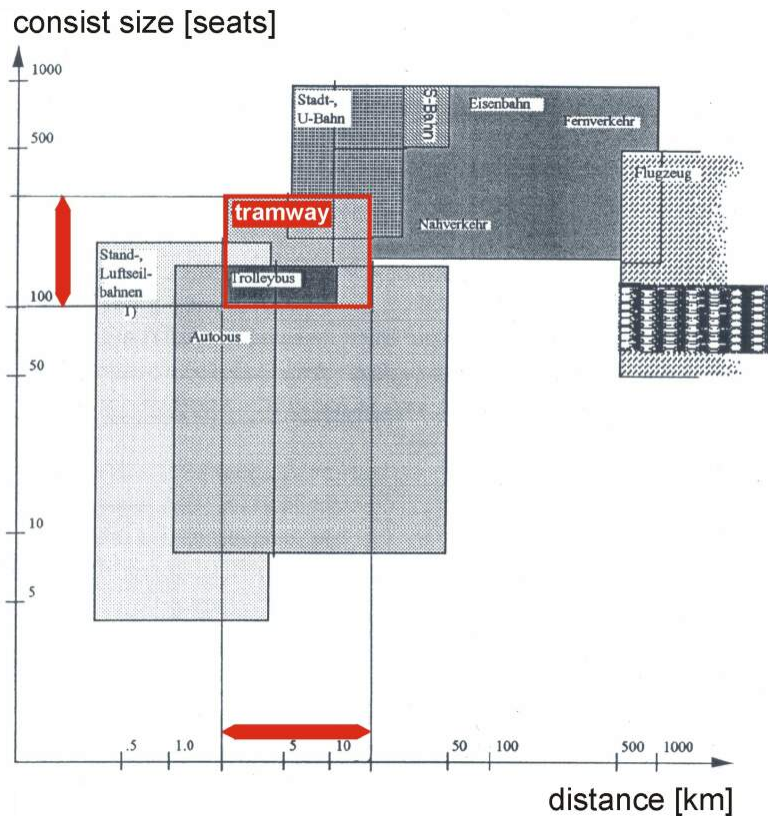 consist size [seats]
1000
500
100
50
10
5
Stadt-,
U-Bahn
S-Bahn
Eisenbahn
Fernverkehr
Flugzeug
Nahverkehr
tramway
Trolleybus
Stand-,
Luftseil-
bahnen
1)
Autobus
.5
1.0
5
10
50
100
500
1000
distance [km]